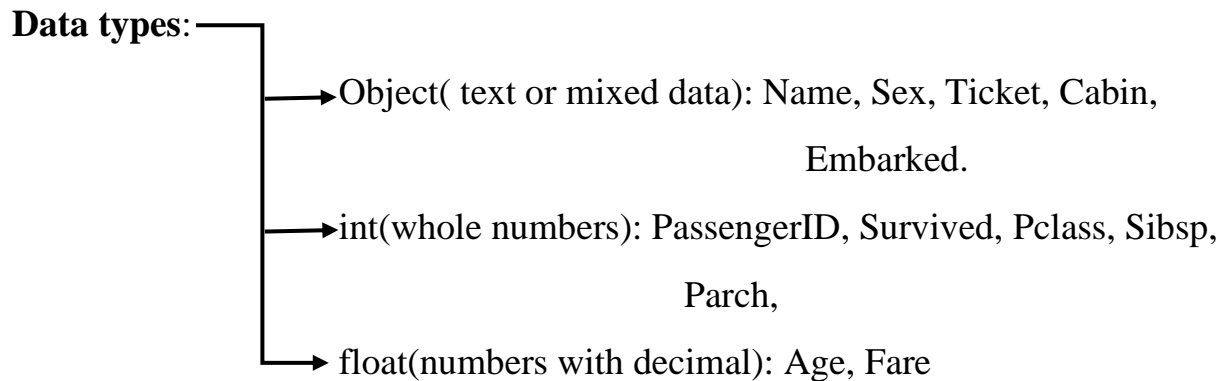 Data types:
Object( text or mixed data): Name, Sex, Ticket, Cabin,
Embarked.
int(whole numbers): PassengerID, Survived, Pclass, Sibsp,
Parch,
float(numbers with decimal): Age, Fare